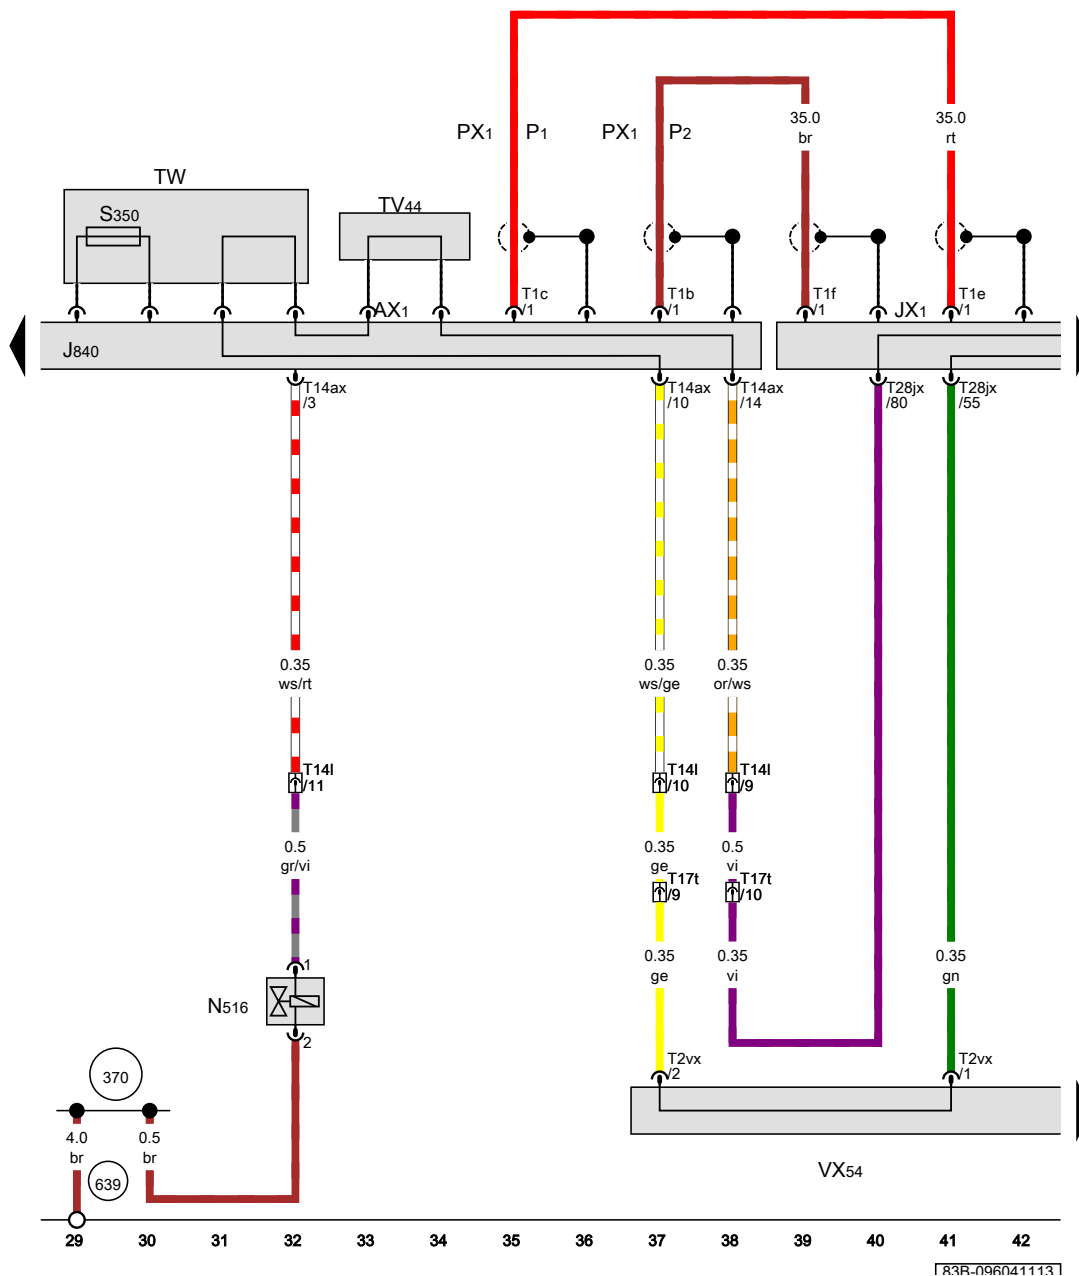 PX1 P1
PX1 P2
35.0
br
35.0
rt
TW
S350
TV44
T1c
/1
T1b
/1
T1f
/1
T1e
/1
AX1
JX1
J840
T14ax
/3
T14ax
/10
T14ax
/14
T28jx
/80
T28jx
/55
0.35
ws/rt
0.35
ws/ge
0.35
or/ws
T14l
/11
T14l
/10
T14l
/9
0.5
gr/vi
0.35
ge
0.5
vi
T17t
/9
T17t
/10
0.35
ge
0.35
vi
0.35
gn
1
N516
2
T2vx
/2
T2vx
/1
370
4.0
br
0.5
br
639
VX54
29 30 31 32 33 34 35 36 37 38 39 40 41 42
83B-096041113